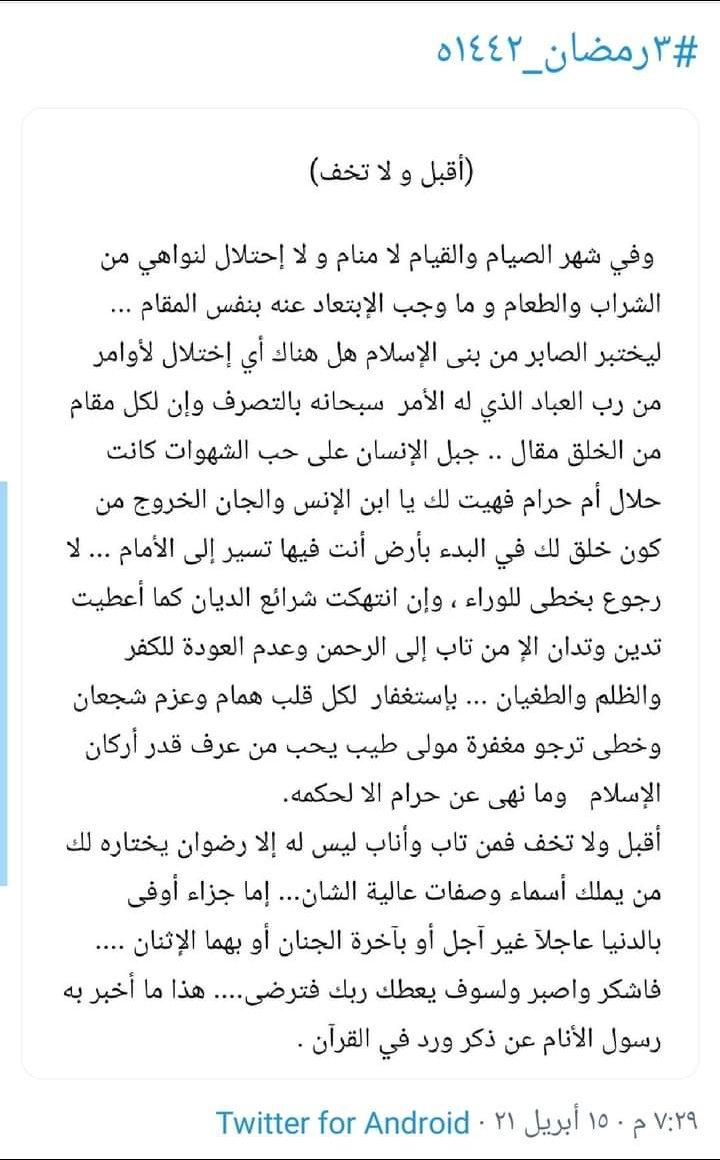 #٣رمضان_١٤٤٢ه
(أقبل و لا تخف)
وفي شهر الصيام والقيام لا منام و لا إحتلال لنواهي من
الشراب والطعام و ما وجب الإبتعاد عنه بنفس المقام ...
ليختبر الصابر من بنى الإسلام هل هناك أي إختلال لأوامر
من رب العباد الذي له الأمر سبحانه بالتصرف وإن لكل مقام
من الخلق مقال .. جبل الإنسان على حب الشهوات كانت
حلال أم حرام فهيت لك يا ابن الإنس والجان الخروج من
كون خلق لك في البدء بأرض أنت فيها تسير إلى الأمام ... لا
رجوع بخطى للوراء ، وإن انتهكت شرائع الديان كما أعطيت
تدين وتدان الإ من تاب إلى الرحمن وعدم العودة للكفر
والظلم والطغيان ... بإستغفار لكل قلب همام وعزم شجعان
وخطى ترجو مغفرة مولى طيب يحب من عرف قدر أركان
الإسلام وما نهى عن حرام الا لحكمه.
أقبل ولا تخف فمن تاب وأناب ليس له إلا رضوان يختاره لك
من يملك أسماء وصفات عالية الشان... إما جزاء أوفى
بالدنيا عاجلاً غير آجل أو بآخرة الجنان أو بهما الإثنان ....
فاشكر واصبر ولسوف يعطك ربك فترضى.... هذا ما أخبر به
رسول الأنام عن ذكر ورد في القرآن .
٧:٢٩ م · ١٥ أبريل ٢١ · Twitter for Android